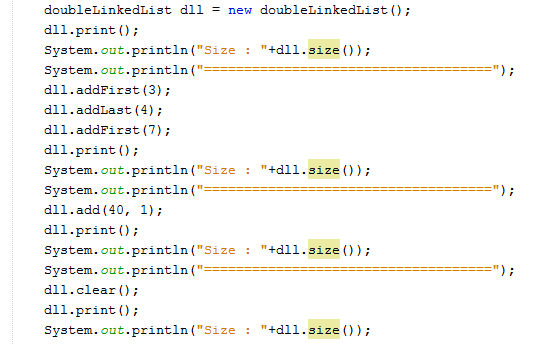 doubleLinkedList dll = new doubleLinkedList();
dll.print();
System.out.println("Size : "+dll.size());
System.out.println("====================================");
dll.addFirst(3);
dll.addLast(4);
dll.addFirst(7);
dll.print();
System.out.println("Size : "+dll.size());
System.out.println("====================================");
dll.add(40, 1);
dll.print();
System.out.println("Size : "+dll.size());
System.out.println("====================================");
dll.clear();
dll.print();
System.out.println("Size : "+dll.size());